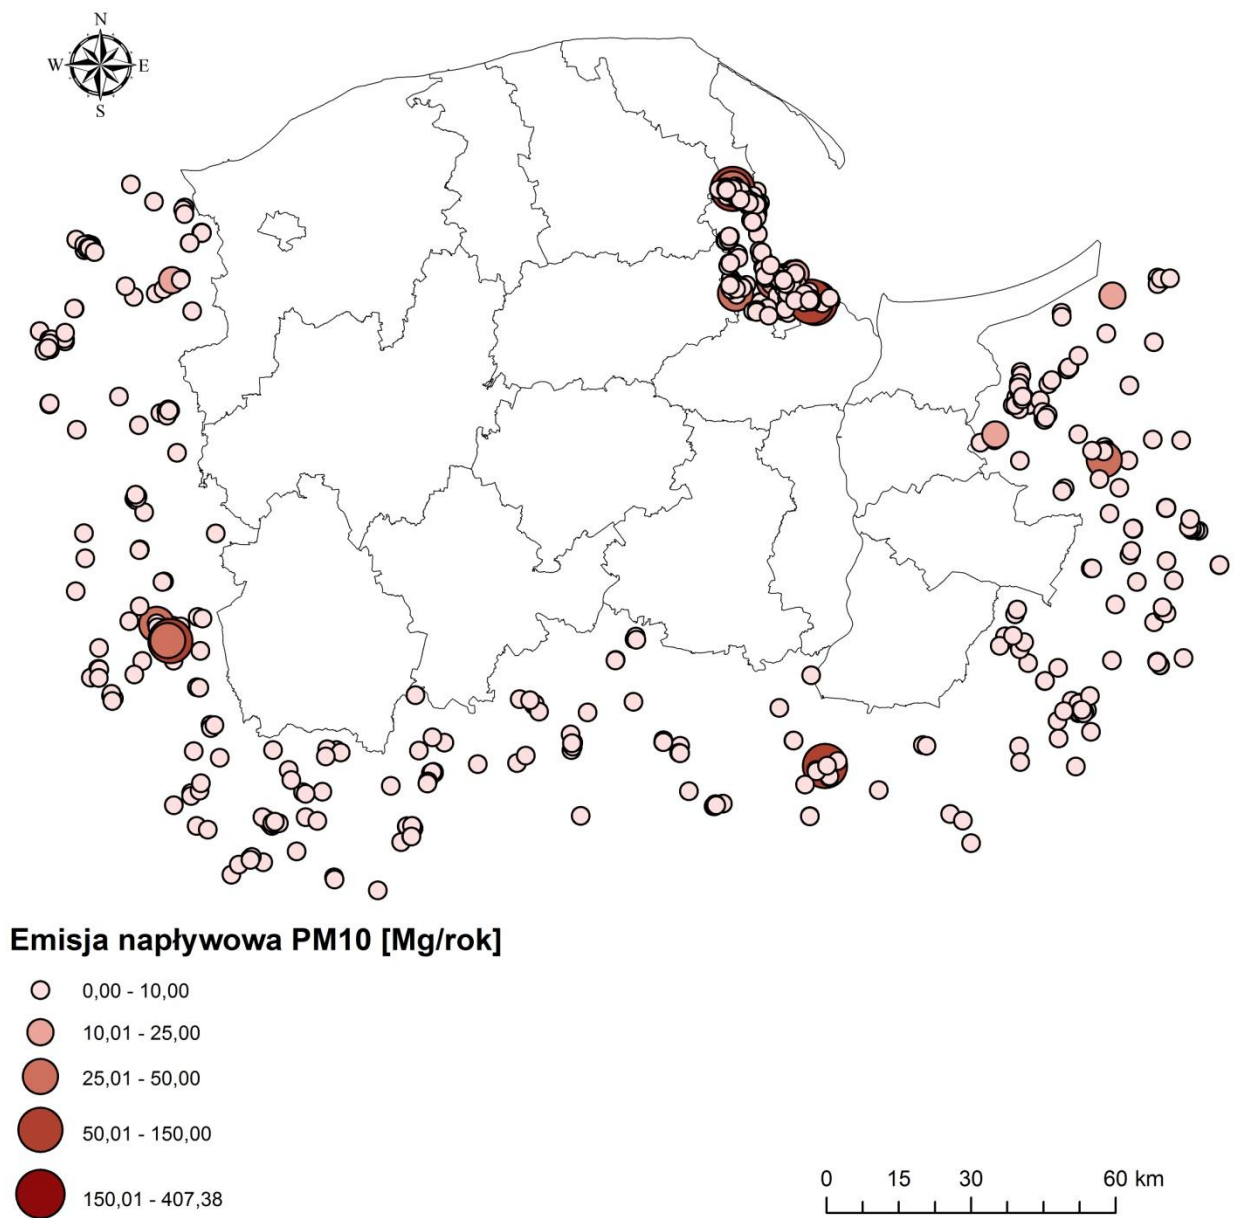 N
W E
S
Emisja napływowa PM10 [Mg/rok]
0,00 - 10,00
10,01 - 25,00
25,01 - 50,00
50,01 - 150,00
150,01 - 407,38
0 15 30 60 km